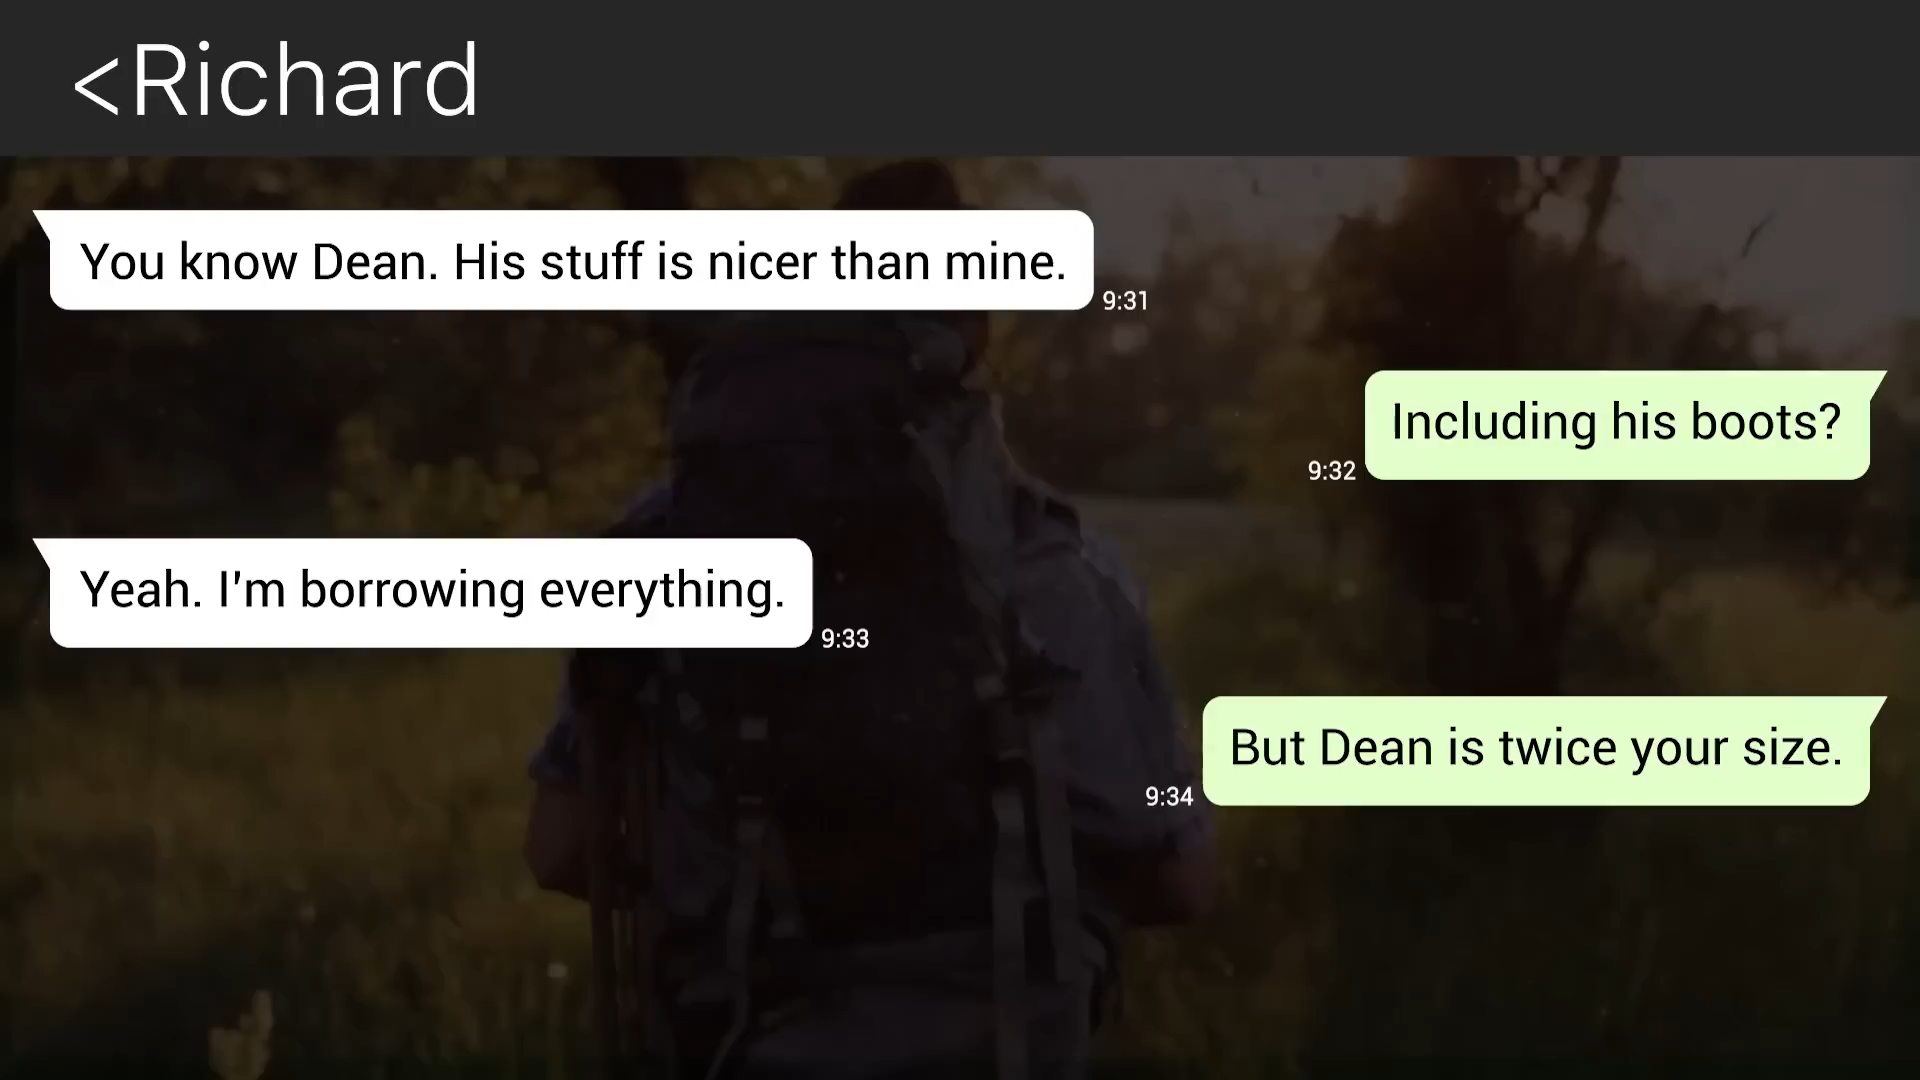 <Richard
You know Dean. His stuff is nicer than mine.
9:31
Including his boots?
9:32
Yeah. I'm borrowing everything.
9:33
But Dean is twice your size.
9:34